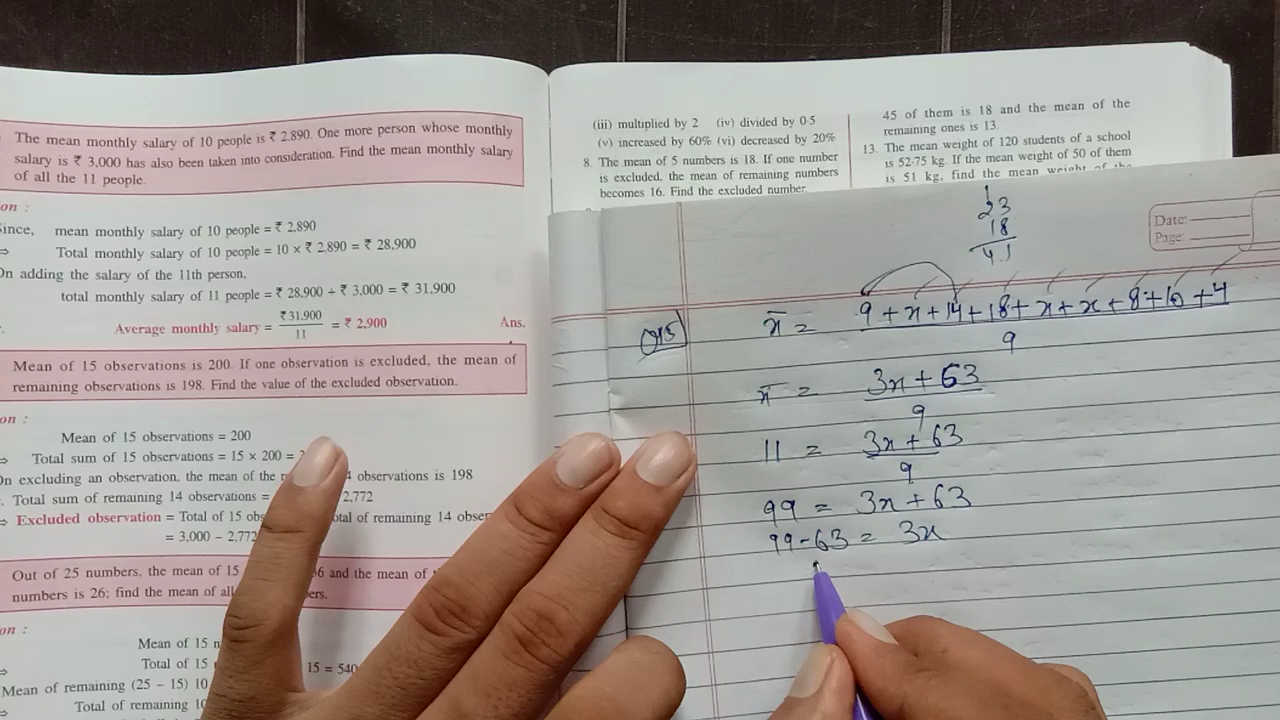 The mean monthly salary of 10 people is ₹ 2,890. One more person whose monthly
salary is ₹ 3,000 has also been taken into consideration. Find the mean monthly salary
of all the 11 people.
on :
Since, mean monthly salary of 10 people = ₹ 2,890
⇒ Total monthly salary of 10 people = 10 × ₹ 2,890 = ₹ 28,900
On adding the salary of the 11th person,
total monthly salary of 11 people = ₹ 28,900 + ₹ 3,000 = ₹ 31,900
Average monthly salary = ₹31,900 / 11 = ₹ 2,900 Ans.
Mean of 15 observations is 200. If one observation is excluded, the mean of
remaining observations is 198. Find the value of the excluded observation.
on :
Mean of 15 observations = 200
⇒ Total sum of 15 observations = 15 × 200 =
On excluding an observation, the mean of the 4 observations is 198
Total sum of remaining 14 observations = 2,772
⇒ Excluded observation = Total of 15 total of remaining 14
= 3,000 - 2,772
Out of 25 numbers, the mean of 15 and the mean of
numbers is 26; find the mean of all
on :
Mean of 15
⇒ Total of 15 15 = 540
Mean of remaining (25 – 15) 10
⇒ Total of remaining 10
(iii) multiplied by 2 (iv) divided by 0·5
(v) increased by 60% (vi) decreased by 20%
8. The mean of 5 numbers is 18. If one number
is excluded, the mean of remaining numbers
becomes 16. Find the excluded number.
45 of them is 18 and the mean of the
remaining ones is 13.
13. The mean weight of 120 students of a school
is 52·75 kg. If the mean weight of 50 of them
is 51 kg, find the mean weight of the
1
23
18
41
Date:
Page:
Q15) x̄ = 9 + x + 14 + 18 + x + x + 8 + 10 + 4
9
x̄ = 3x + 63
9
11 = 3x + 63
9
99 = 3x + 63
99 - 63 = 3x